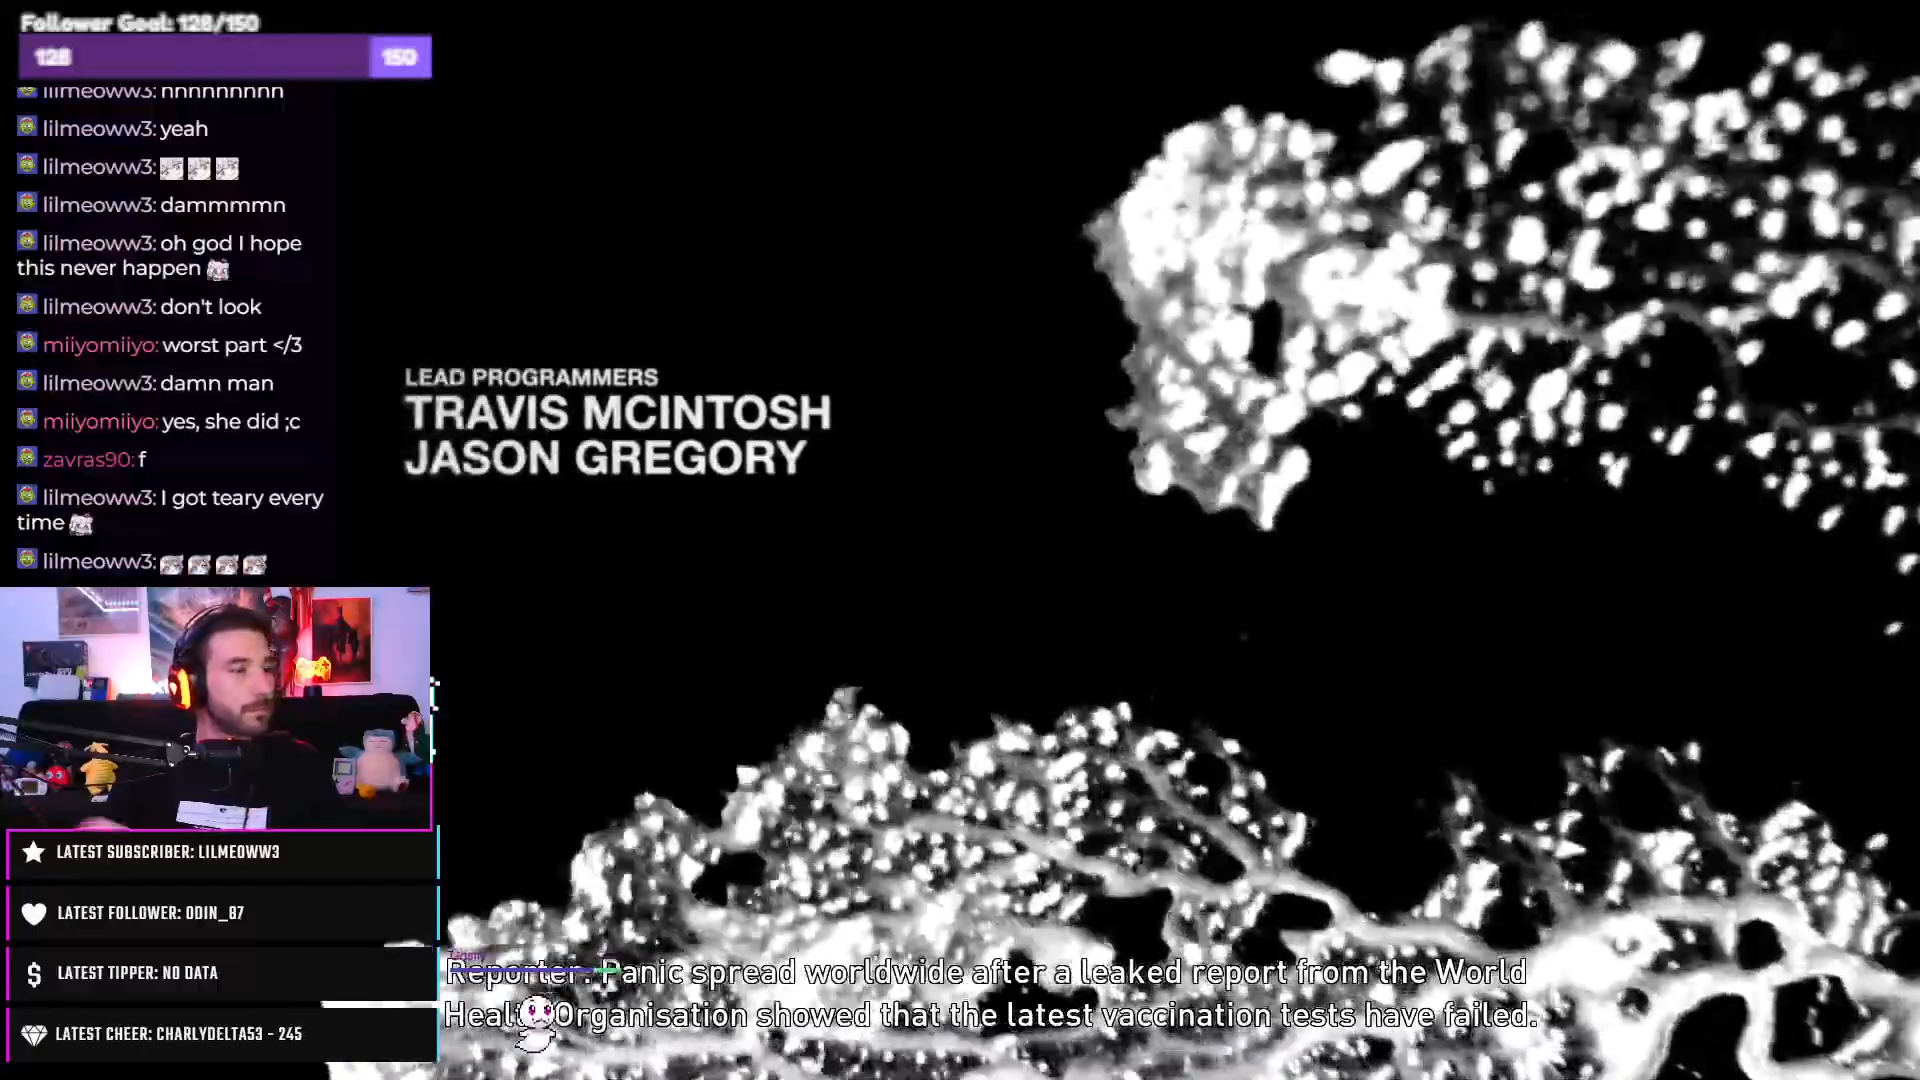 Follower Goal: 128/150
128
150
lilmeoww3: hhhhhhhhh
lilmeoww3: yeah
lilmeoww3:
lilmeoww3: dammmmn
lilmeoww3: oh god I hope
this never happen
lilmeoww3: don't look
miiyomiiyo: worst part </3
lilmeoww3: damn man
miiyomiiyo: yes, she did ;c
zavras90: f
lilmeoww3: I got teary every
time
lilmeoww3:
LEAD PROGRAMMERS
TRAVIS MCINTOSH
JASON GREGORY
LATEST SUBSCRIBER: LILMEOWW3
LATEST FOLLOWER: ODIN_87
LATEST TIPPER: NO DATA
LATEST CHEER: CHARLYDELTA53 - 245
Reporter: Panic spread worldwide after a leaked report from the World
Health Organisation showed that the latest vaccination tests have failed.